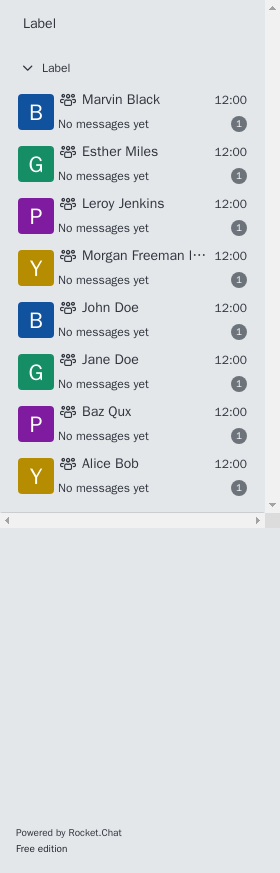 Label
Label
B
Marvin Black 12:00
No messages yet 1
G
Esther Miles 12:00
No messages yet 1
P
Leroy Jenkins 12:00
No messages yet 1
Y
Morgan Freeman l··· 12:00
No messages yet 1
B
John Doe 12:00
No messages yet 1
G
Jane Doe 12:00
No messages yet 1
P
Baz Qux 12:00
No messages yet 1
Y
Alice Bob 12:00
No messages yet 1
Powered by Rocket.Chat
Free edition